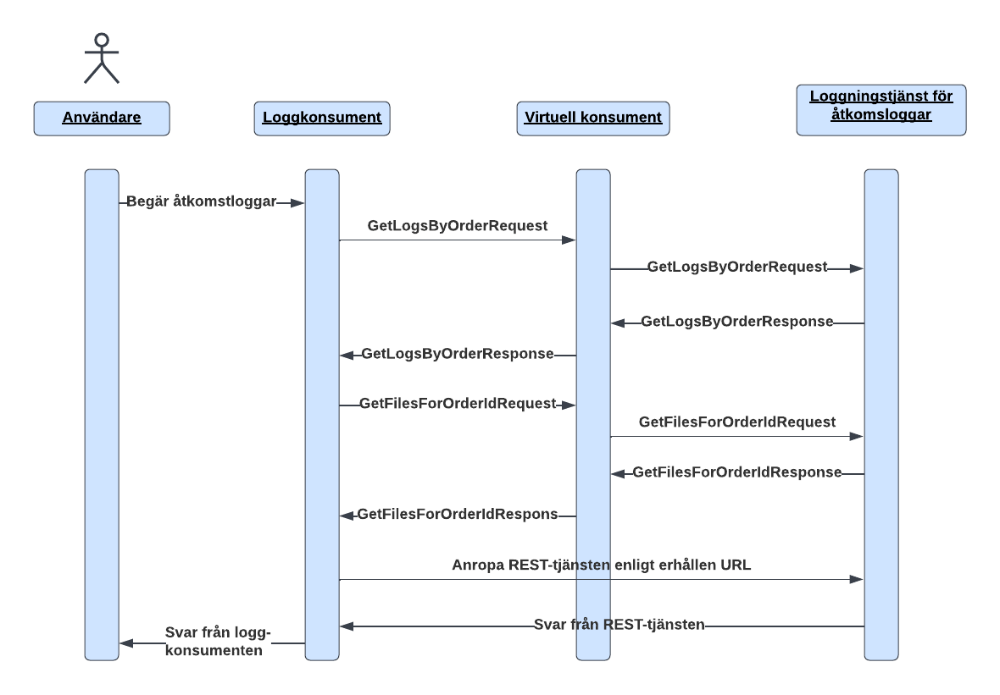 Användare
Loggkonsument
Virtuell konsument
Loggningstjänst för
åtkomsloggar
Begär åtkomstloggar
GetLogsByOrderRequest
GetLogsByOrderRequest
GetLogsByOrderResponse
GetLogsByOrderResponse
GetFilesForOrderIdRequest
GetFilesForOrderIdRequest
GetFilesForOrderIdResponse
GetFilesForOrderIdRespons
Anropa REST-tjänsten enligt erhållen URL
Svar från REST-tjänsten
Svar från logg-
konsumenten